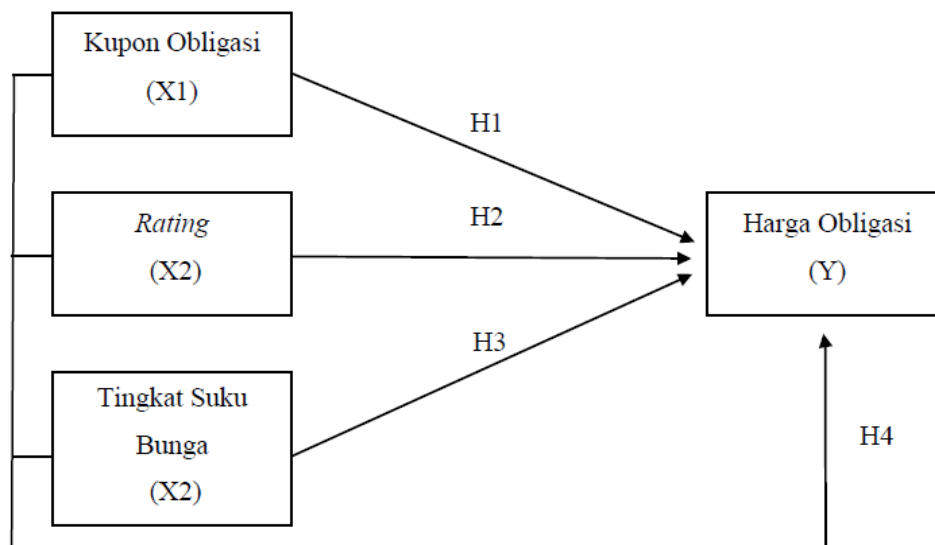 Kupon Obligasi
(X1)
H1
Rating
(X2)
H2
Harga Obligasi
(Y)
H3
Tingkat Suku
Bunga
(X2)
H4